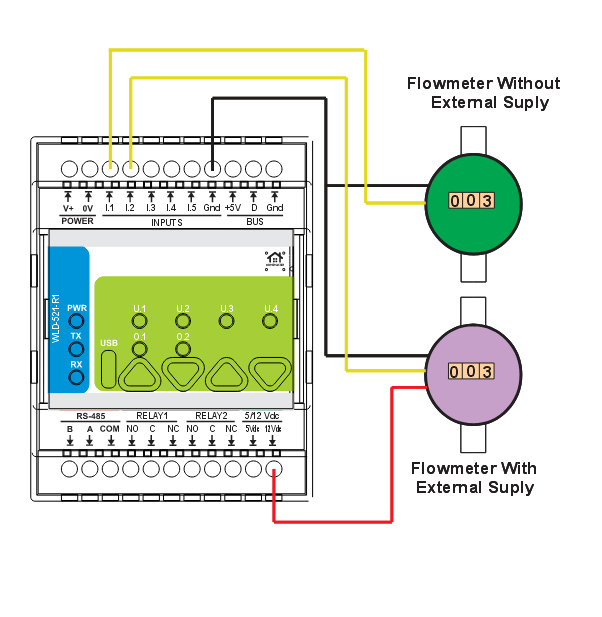 Flowmeter Without
External Suply
V+ 0V I.1 I.2 I.3 I.4 I.5 Gnd +5V D Gnd
POWER INPUTS BUS
003
WLD-521-R1
PWR U.1 U.2 U.3 U.4
TX O.1 O.2
USB
RX
003
RS-485 RELAY1 RELAY2 5/12 Vdc
B A COM NO C NC NO C NC 5Vdc 12Vdc
Flowmeter With
External Suply